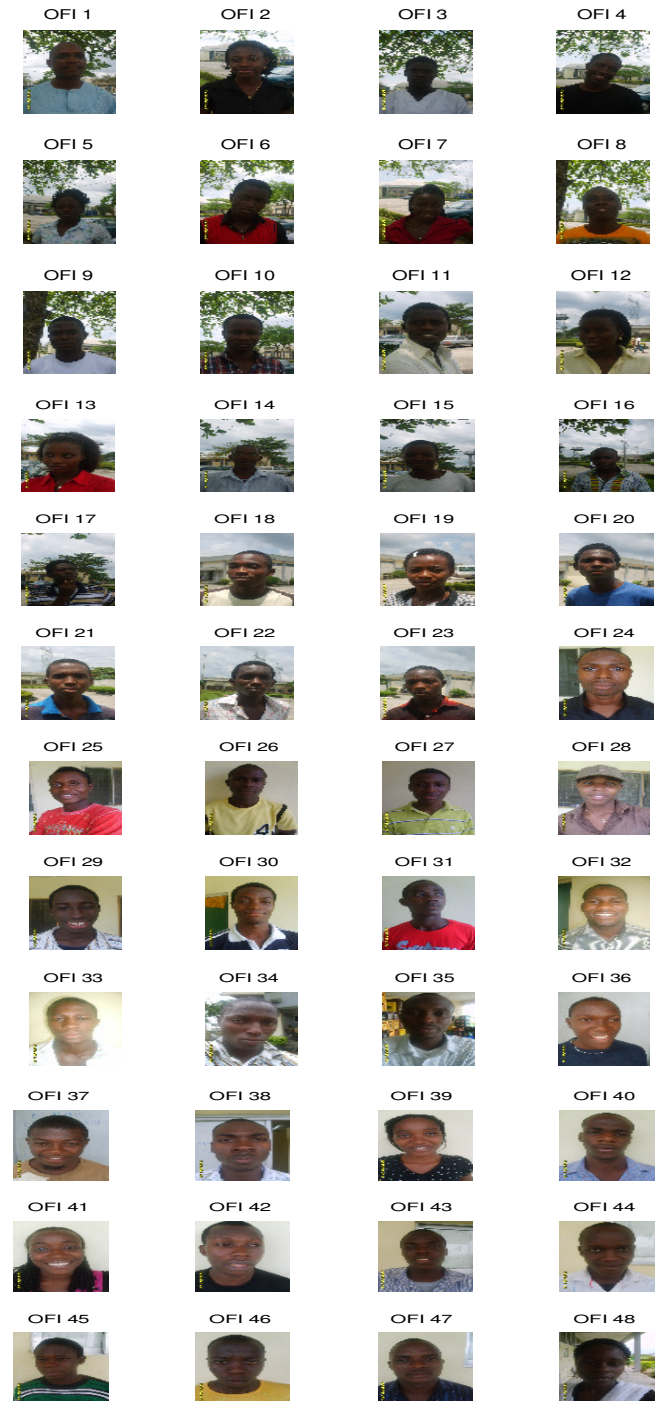 OFI 1 OFI 2 OFI 3 OFI 4
OFI 5 OFI 6 OFI 7 OFI 8
OFI 9 OFI 10 OFI 11 OFI 12
OFI 13 OFI 14 OFI 15 OFI 16
OFI 17 OFI 18 OFI 19 OFI 20
OFI 21 OFI 22 OFI 23 OFI 24
OFI 25 OFI 26 OFI 27 OFI 28
OFI 29 OFI 30 OFI 31 OFI 32
OFI 33 OFI 34 OFI 35 OFI 36
OFI 37 OFI 38 OFI 39 OFI 40
OFI 41 OFI 42 OFI 43 OFI 44
OFI 45 OFI 46 OFI 47 OFI 48